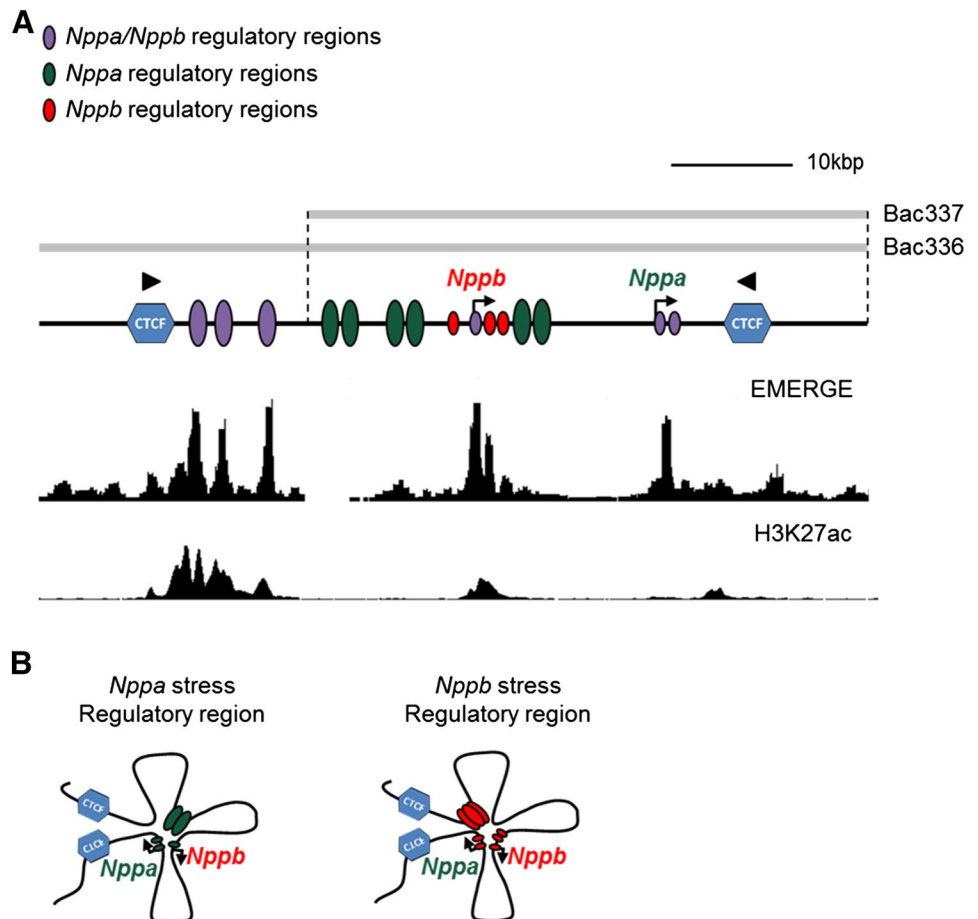 A
Nppa/Nppb regulatory regions
Nppa regulatory regions
Nppb regulatory regions
10kbp
Bac337
Bac336
Nppb
Nppa
CTCF
CTCF
EMERGE
H3K27ac
B
Nppa stress
Regulatory region
Nppb stress
Regulatory region
CTCF
CTCF
Nppa
Nppb
CTCF
CTCF
Nppa
Nppb